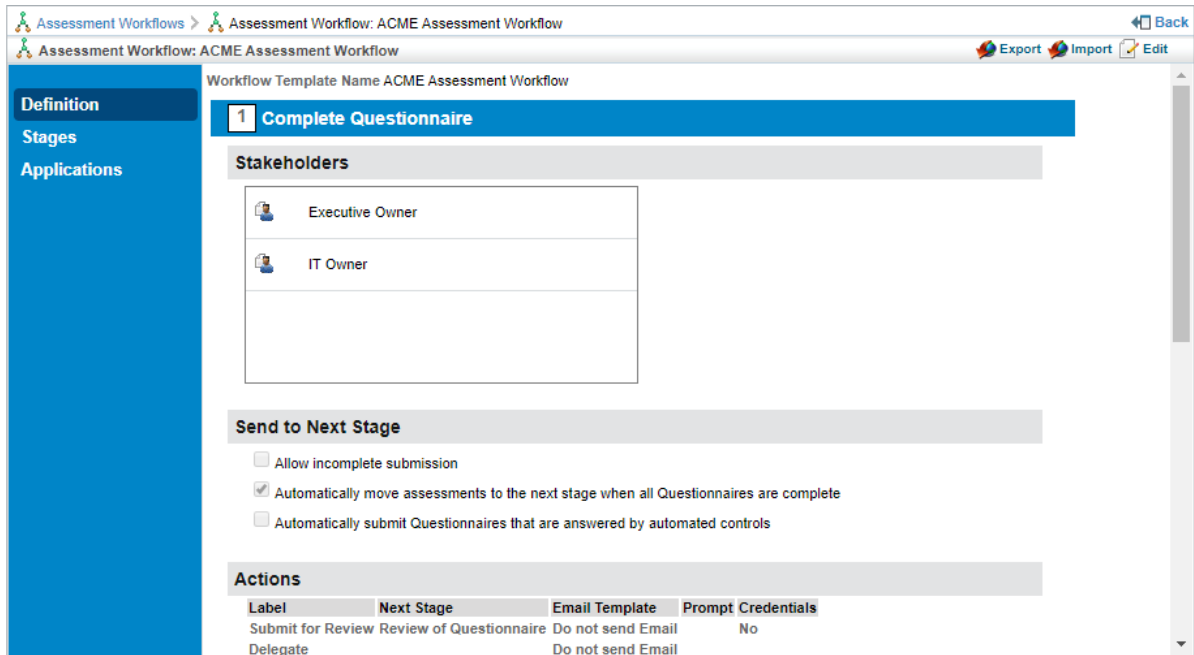 Assessment Workflows > Assessment Workflow: ACME Assessment Workflow Back
Assessment Workflow: ACME Assessment Workflow Export Import Edit
Definition
Stages
Applications
Workflow Template Name ACME Assessment Workflow
1 Complete Questionnaire
Stakeholders
Executive Owner
IT Owner
Send to Next Stage
Allow incomplete submission
Automatically move assessments to the next stage when all Questionnaires are complete
Automatically submit Questionnaires that are answered by automated controls
Actions
Label Next Stage Email Template Prompt Credentials
Submit for Review Review of Questionnaire Do not send Email No
Delegate Do not send Email